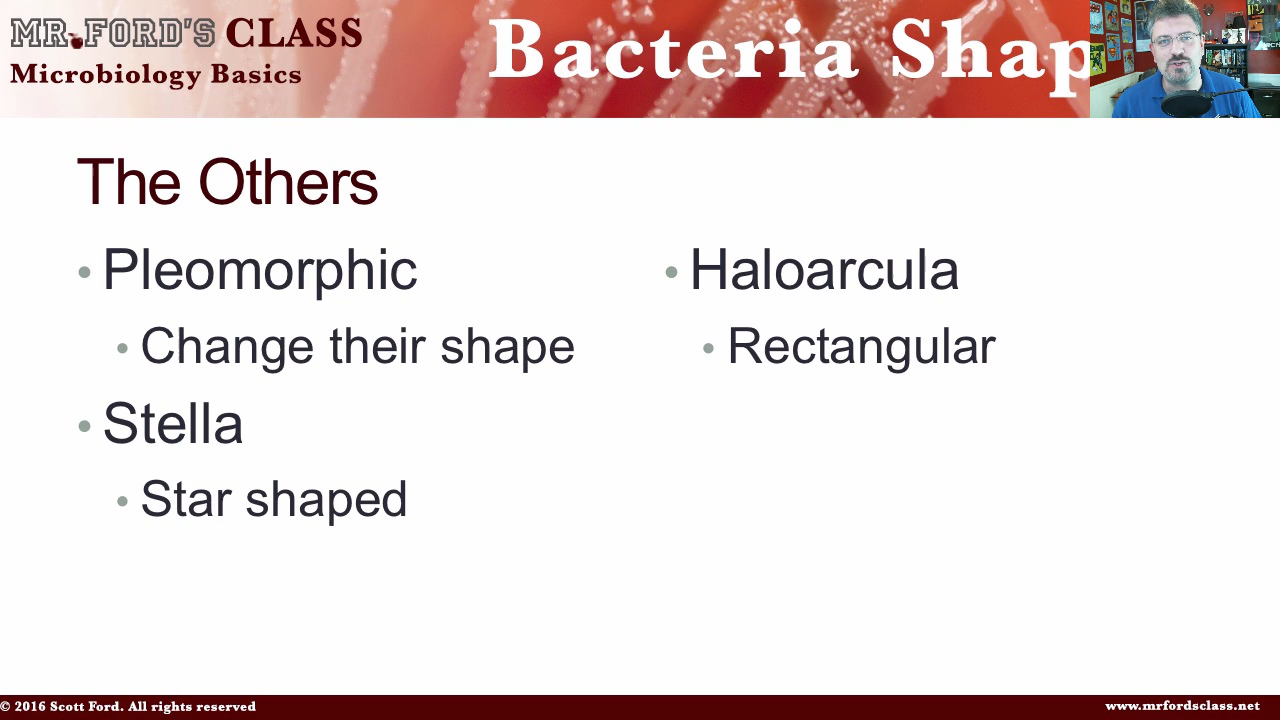 MR. FORD'S CLASS
Microbiology Basics
Bacteria Shap
The Others
• Pleomorphic
• Change their shape
• Stella
• Star shaped
• Haloarcula
• Rectangular
© 2016 Scott Ford. All rights reserved
www.mrfordsclass.net